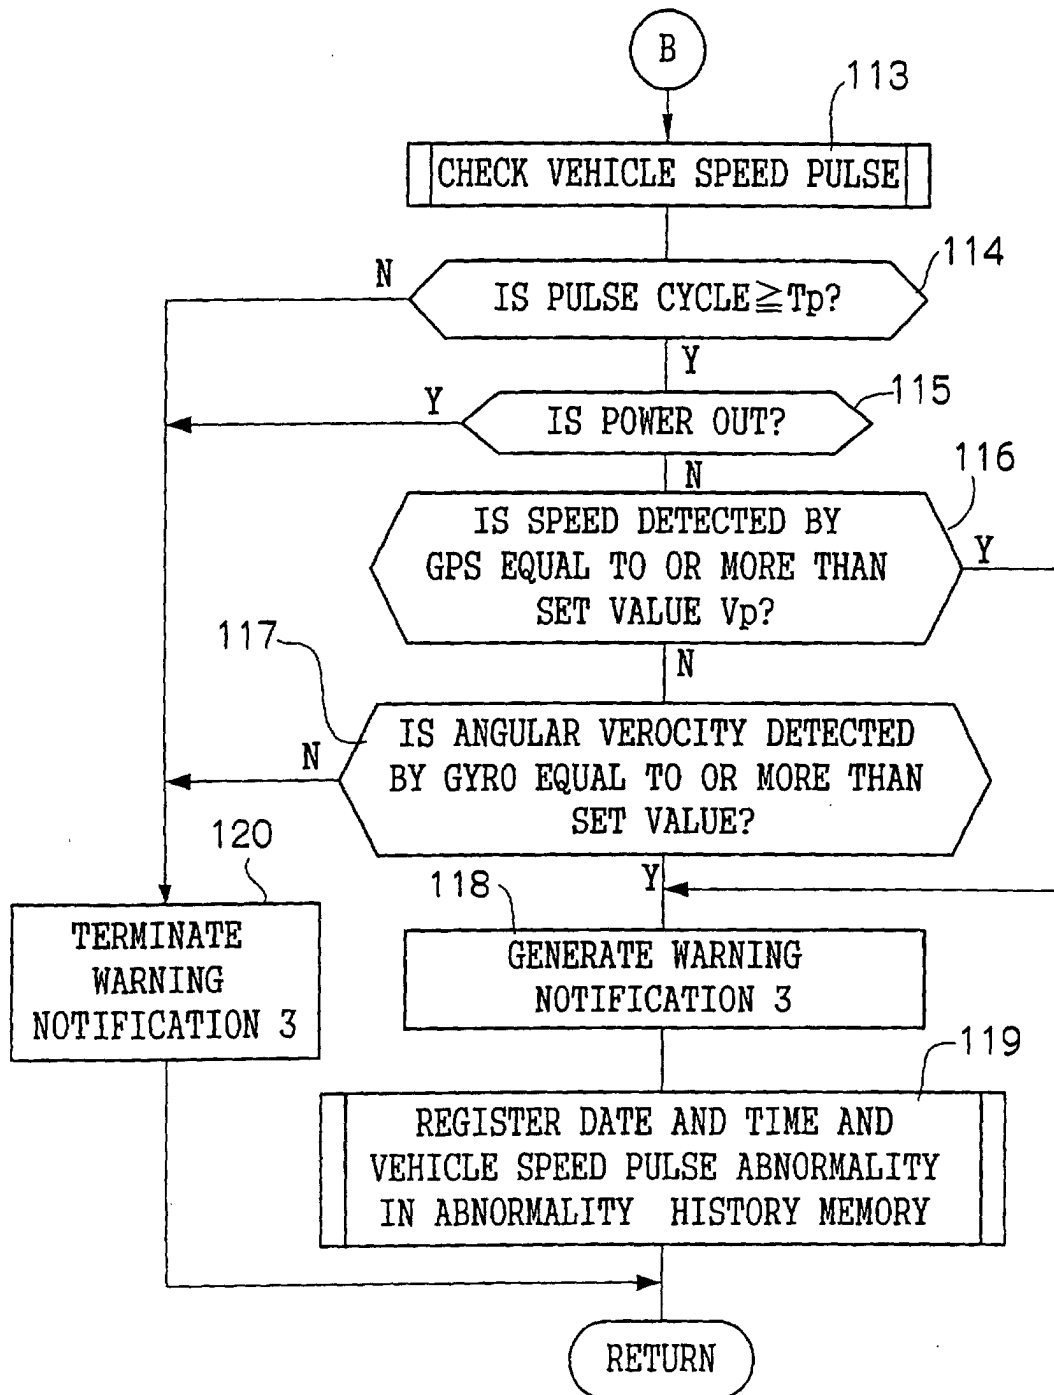 B
113
CHECK VEHICLE SPEED PULSE
114
N
IS PULSE CYCLE≧Tp?
Y
115
Y
IS POWER OUT?
N
116
IS SPEED DETECTED BY
GPS EQUAL TO OR MORE THAN
SET VALUE Vp?
Y
117
N
IS ANGULAR VEROCITY DETECTED
BY GYRO EQUAL TO OR MORE THAN
SET VALUE?
N
120
118
Y
TERMINATE
WARNING
NOTIFICATION 3
GENERATE WARNING
NOTIFICATION 3
119
REGISTER DATE AND TIME AND
VEHICLE SPEED PULSE ABNORMALITY
IN ABNORMALITY HISTORY MEMORY
RETURN